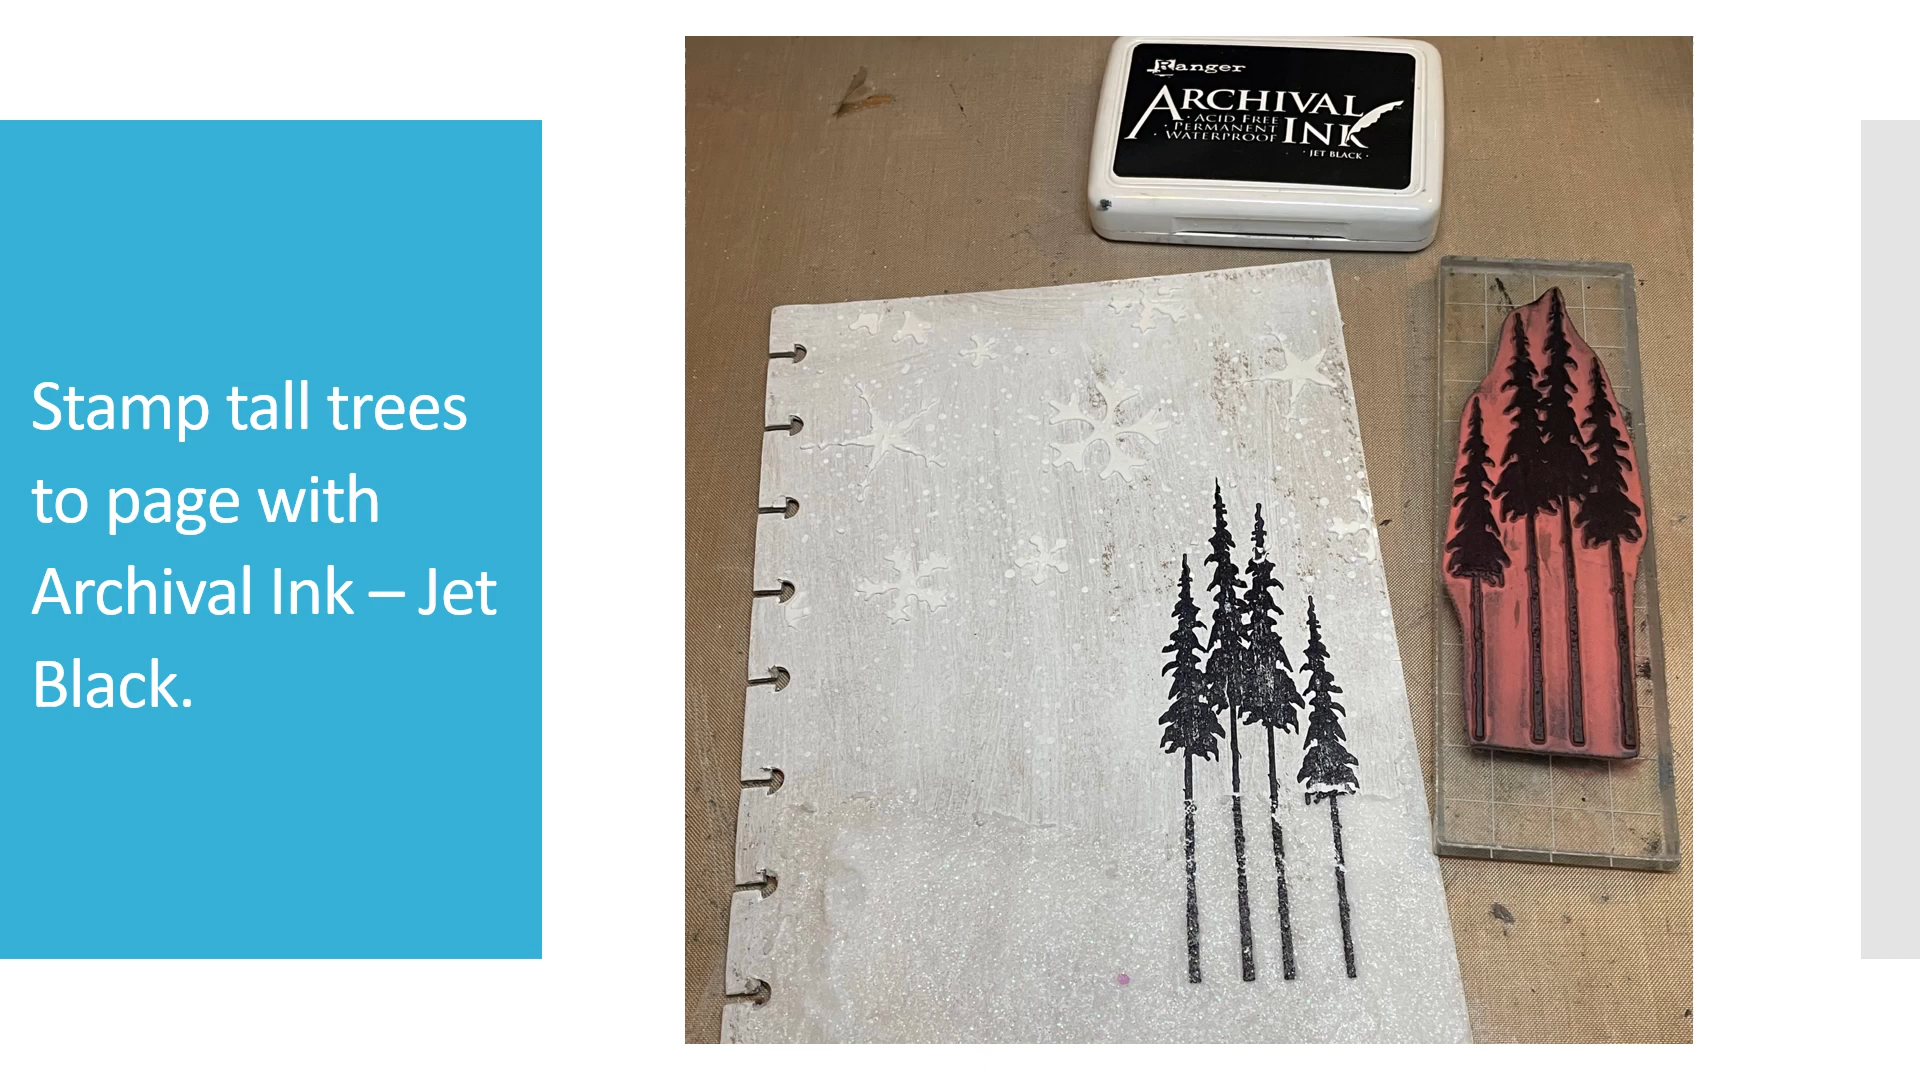 Stamp tall trees
to page with
Archival Ink – Jet
Black.
Ranger
ARCHIVAL
· ACID FREE
· PERMANENT
· WATERPROOF
INK
· JET BLACK ·